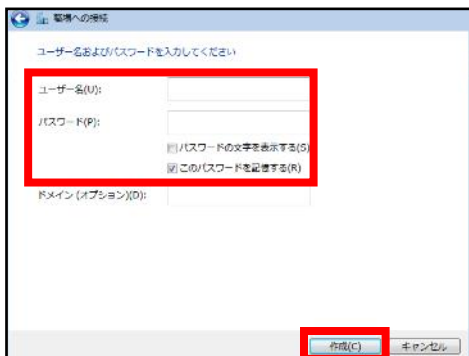 職場への接続
ユーザー名およびパスワードを入力してください
ユーザー名(U):
パスワード(P):
パスワードの文字を表示する(S)
このパスワードを記憶する(R)
ドメイン (オプション)(D):
作成(C)
キャンセル